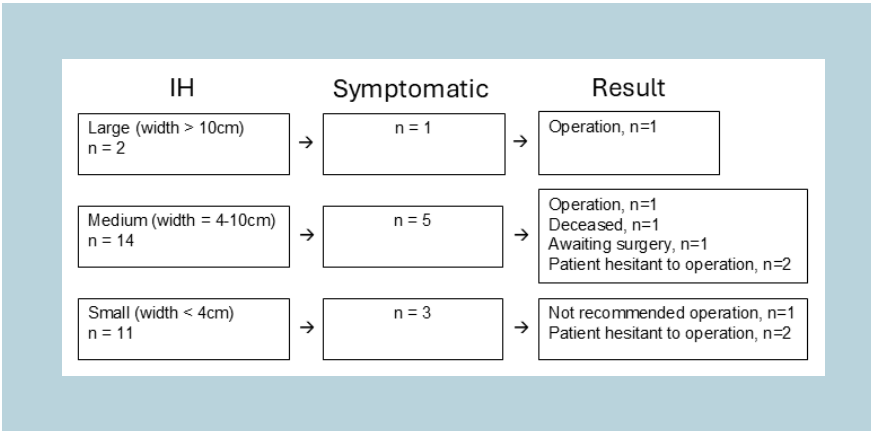 IH
Symptomatic
Result
Large (width > 10cm)
n = 2
→
n = 1
→
Operation, n=1
Medium (width = 4-10cm)
n = 14
→
n = 5
→
Operation, n=1
Deceased, n=1
Awaiting surgery, n=1
Patient hesitant to operation, n=2
Small (width < 4cm)
n = 11
→
n = 3
→
Not recommended operation, n=1
Patient hesitant to operation, n=2